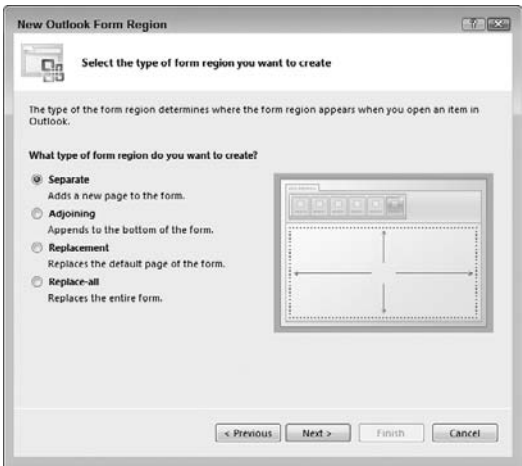 New Outlook Form Region
Select the type of form region you want to create
The type of the form region determines where the form region appears when you open an item in
Outlook.
What type of form region do you want to create?
Separate
Adds a new page to the form.
Adjoining
Appends to the bottom of the form.
Replacement
Replaces the default page of the form.
Replace-all
Replaces the entire form.
< Previous
Next >
Finish
Cancel